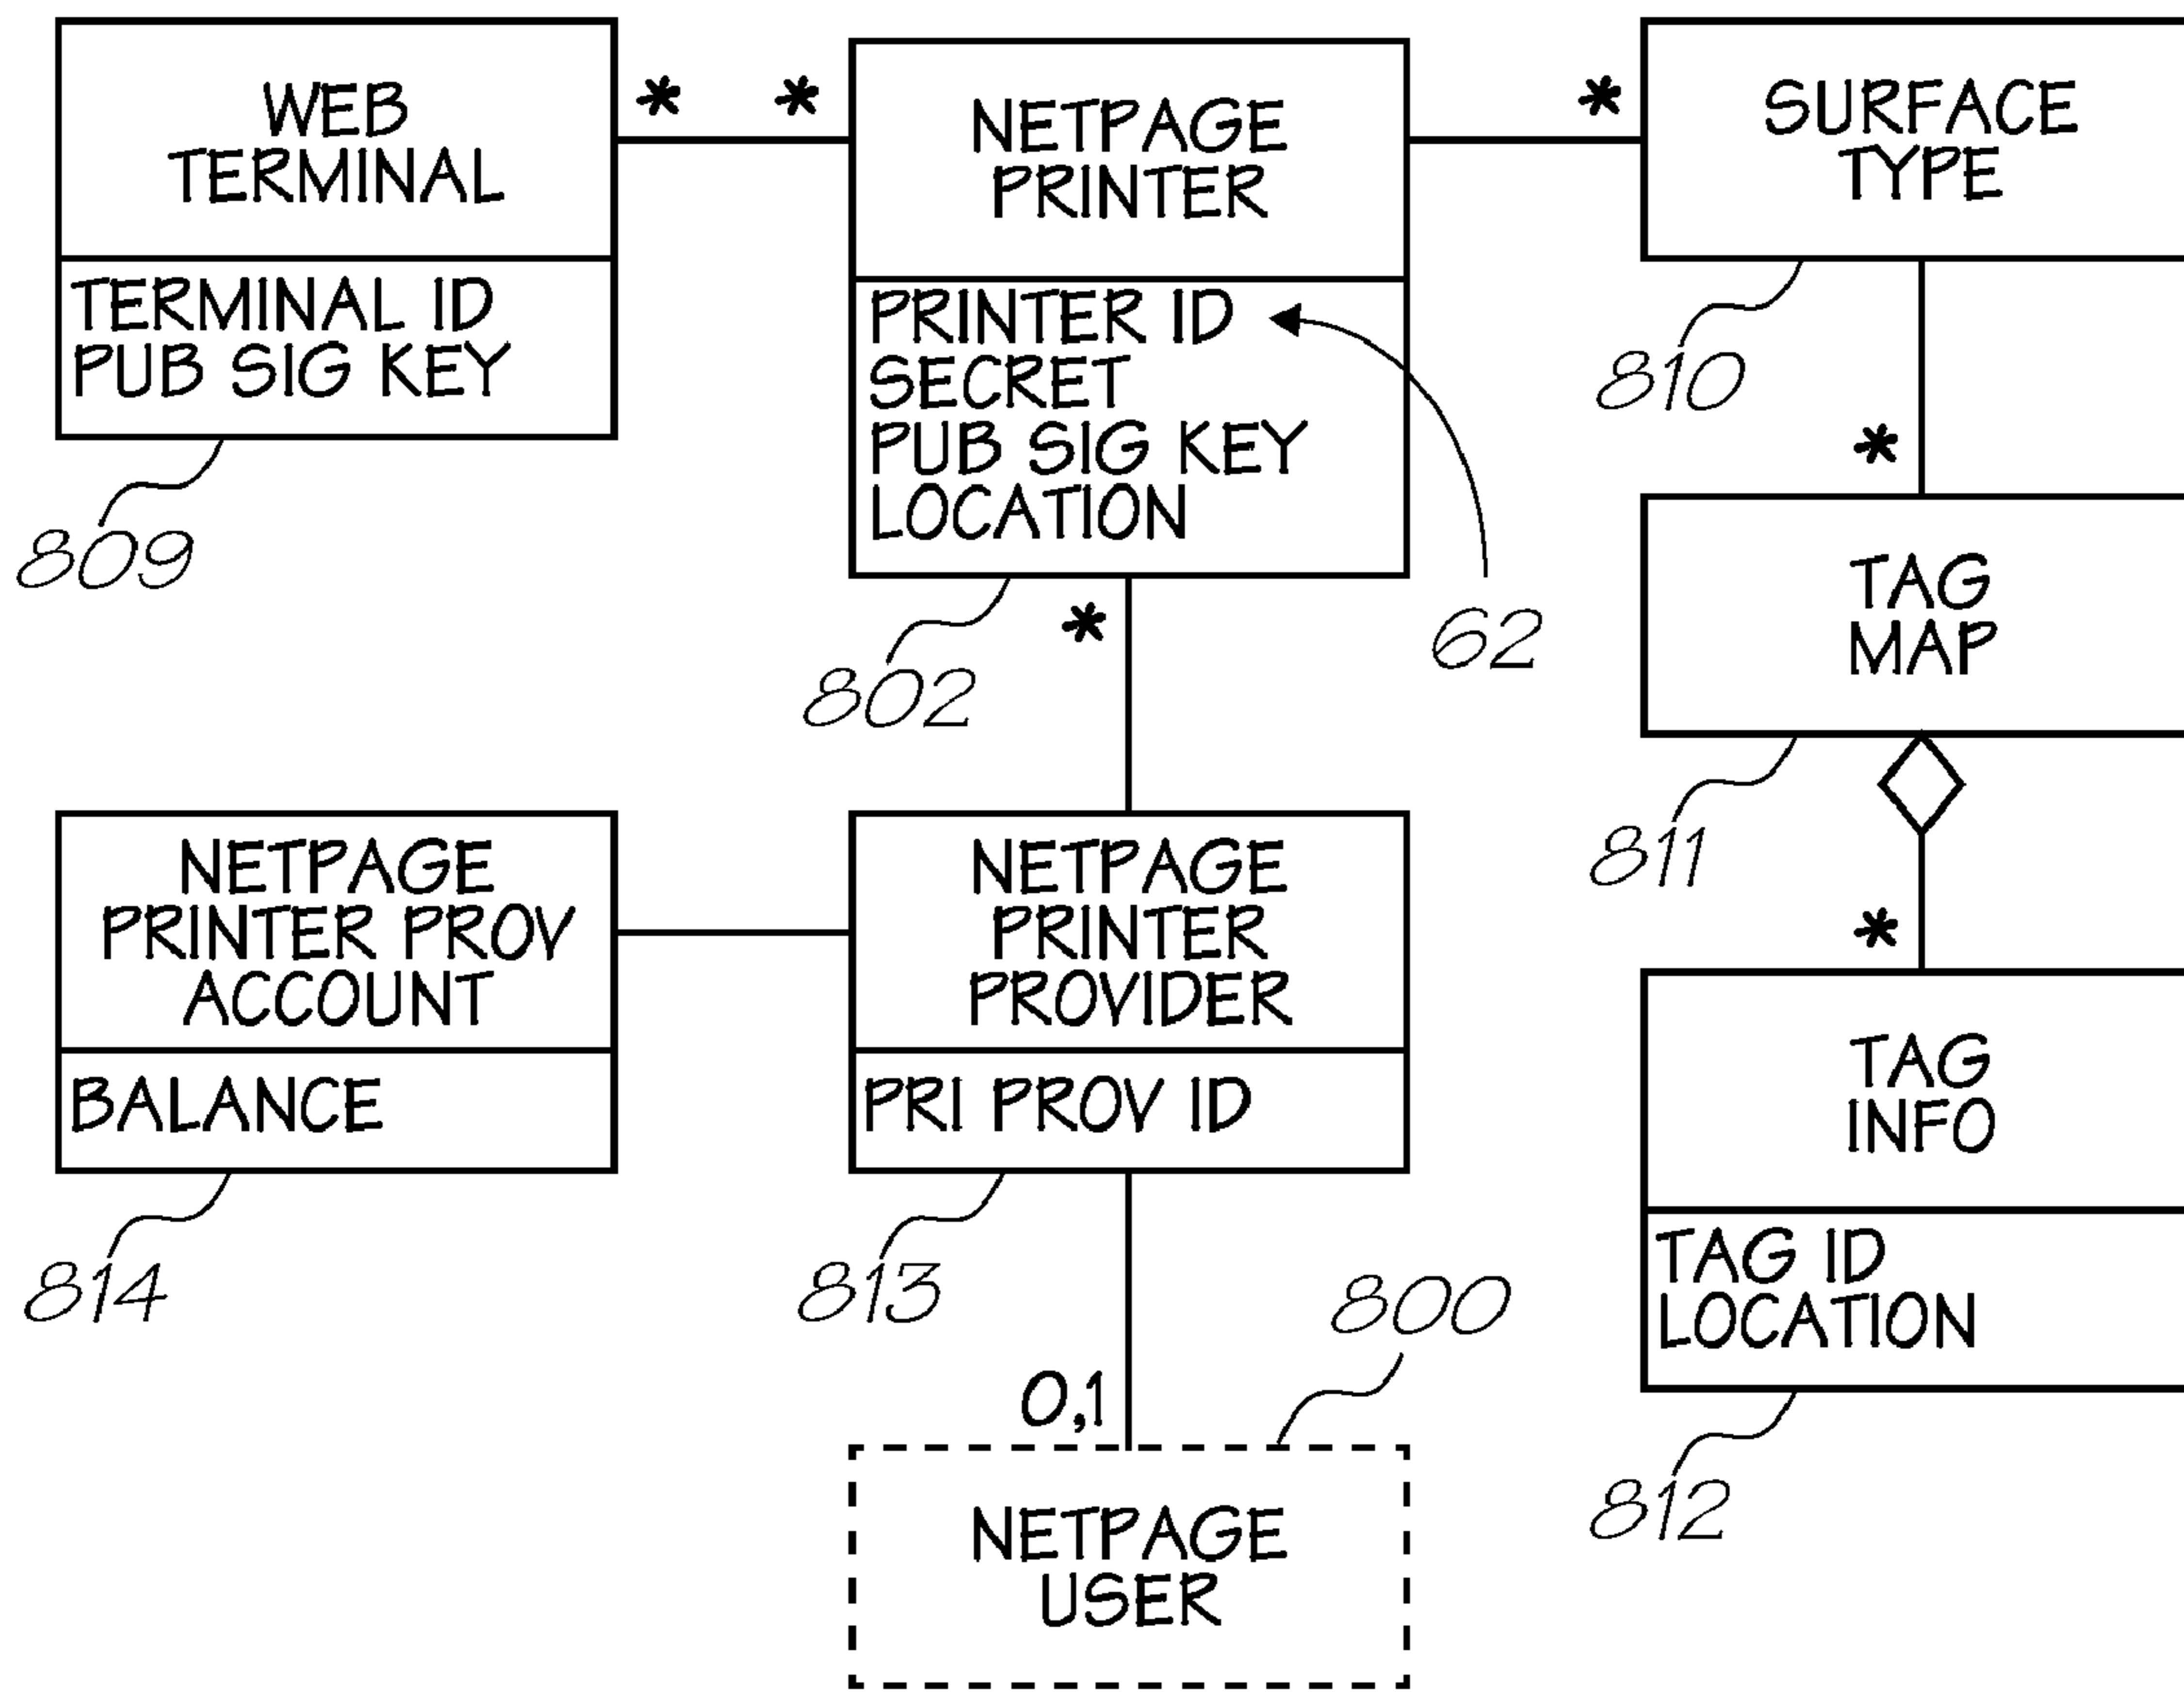 WEB
TERMINAL
TERMINAL ID
PUB SIG KEY
809
* *
NETPAGE
PRINTER
PRINTER ID
SECRET
PUB SIG KEY
LOCATION
802
62
*
*
SURFACE
TYPE
810
*
TAG
MAP
811
*
TAG
INFO
TAG ID
LOCATION
812
NETPAGE
PRINTER PROV
ACCOUNT
BALANCE
814
NETPAGE
PRINTER
PROVIDER
PRI PROV ID
813
0,1
800
NETPAGE
USER